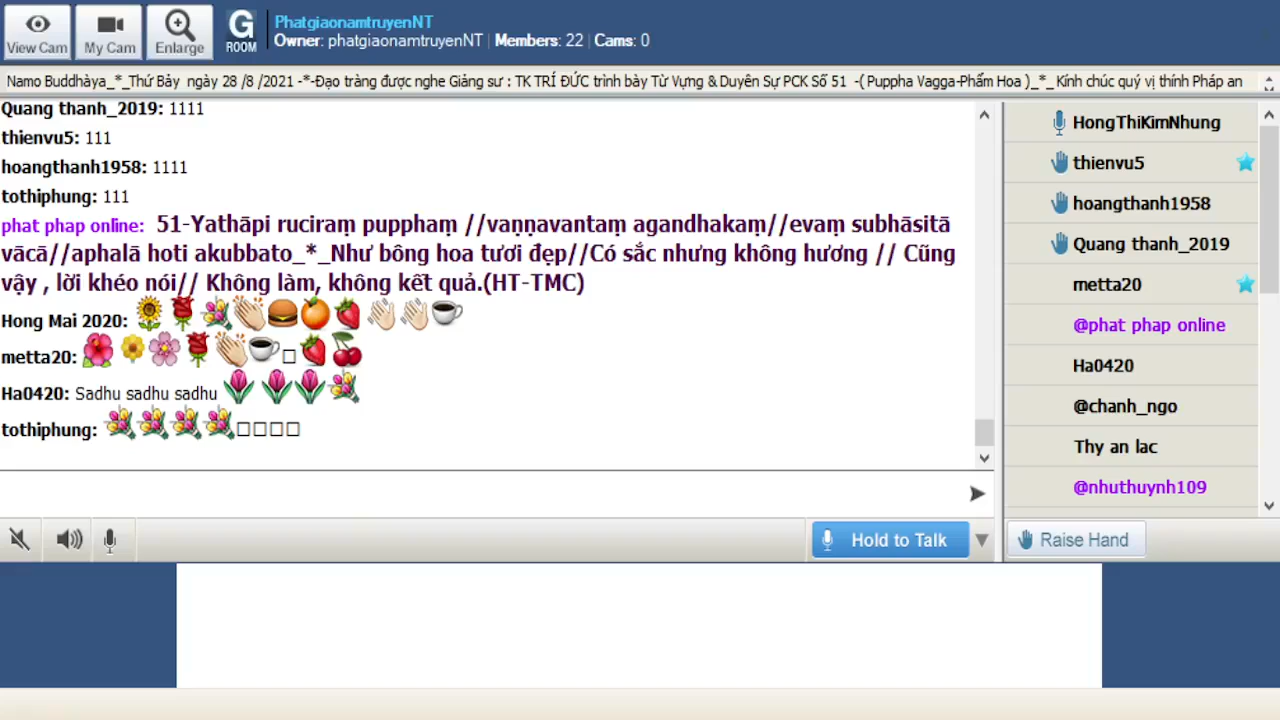 View Cam
My Cam
Enlarge
G
ROOM
PhatgiaonamtruyenNT
Owner: phatgiaonamtruyenNT | Members: 22 | Cams: 0
Namo Buddhàya_*_Thứ Bảy ngày 28 /8 /2021 -*-Đạo tràng được nghe Giảng sư : TK TRÍ ĐỨC trình bày Từ Vựng & Duyên Sự PCK Số 51 -( Puppha Vagga-Phẩm Hoa )_*_ Kính chúc quý vị thính Pháp an
Quang thanh_2019: 1111
thienvu5: 111
hoangthanh1958: 1111
tothiphung: 111
phat phap online: 51-Yathāpi ruciraṃ pupphaṃ //vaṇṇavantaṃ agandhakaṃ//evaṃ subhāsitā
vācā//aphalā hoti akubbato_*_Như bông hoa tươi đẹp//Có sắc nhưng không hương // Cũng
vậy , lời khéo nói// Không làm, không kết quả.(HT-TMC)
Hong Mai 2020:
metta20:
Ha0420: Sadhu sadhu sadhu
tothiphung:
Hold to Talk
HongThiKimNhung
thienvu5
hoangthanh1958
Quang thanh_2019
metta20
@phat phap online
Ha0420
@chanh_ngo
Thy an lac
@nhuthuynh109
Raise Hand